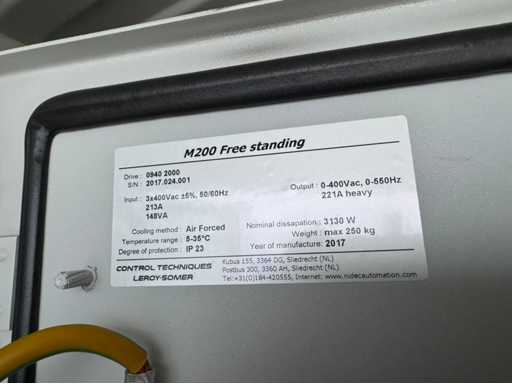 M200 Free standing
Drive : 0940 2000
S/N : 2017.024.001
Input : 3x400Vac ±5%, 50/60Hz
213A
148VA
Output : 0-400Vac, 0-550Hz
221A heavy
Cooling method : Air Forced
Temperature range : 5-35°C
Degree of protection : IP 23
Nominal dissapation : 3130 W
Weight : max 250 kg
Year of manufacture : 2017
CONTROL TECHNIQUES
LEROY-SOMER
Kubus 155, 3364 DG, Sliedrecht (NL)
Postbus 300, 3360 AH, Sliedrecht (NL)
Tel:+31(0)184-420555, Internet: www.nidecautomation.com